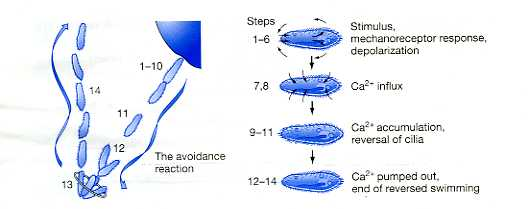 1–10
14
11
12
13
The avoidance
reaction
Steps
1–6
Stimulus,
mechanoreceptor response,
depolarization
7,8
Ca²⁻ influx
9–11
Ca²⁺ accumulation,
reversal of cilia
12–14
Ca²⁺ pumped out,
end of reversed swimming